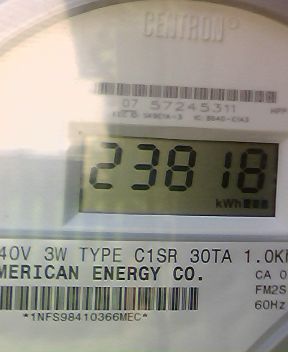 CENTRON®
07 57245311
23818
kWh
40V 3W TYPE C1SR 30TA 1.0K
MERICAN ENERGY CO.
CA 0
FM2S
60Hz
*1NFS98410366MEC*